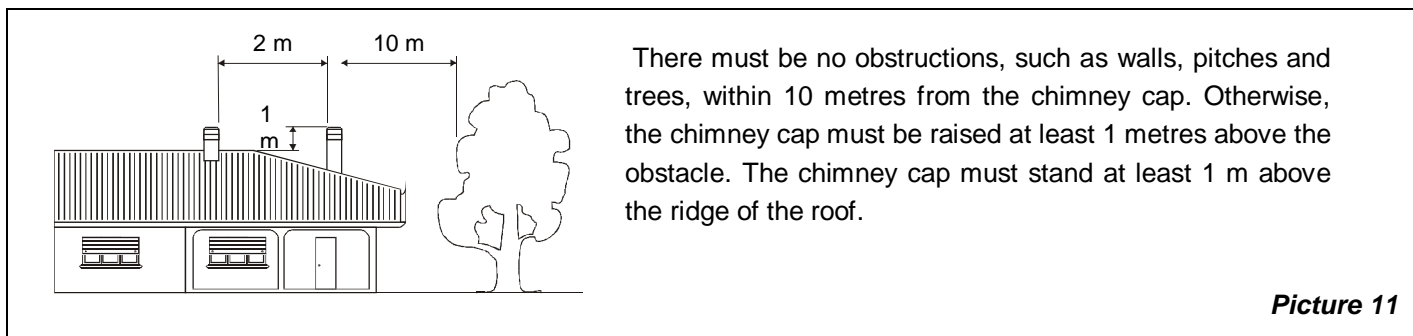 2 m
10 m
1
m
There must be no obstructions, such as walls, pitches and
trees, within 10 metres from the chimney cap. Otherwise,
the chimney cap must be raised at least 1 metres above the
obstacle. The chimney cap must stand at least 1 m above
the ridge of the roof.
Picture 11